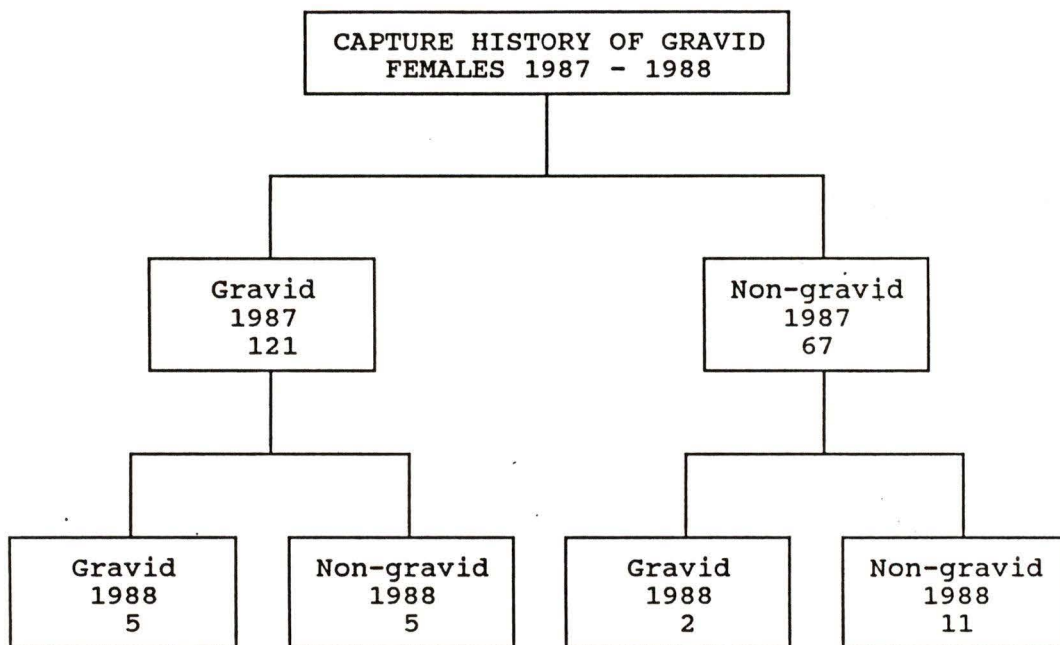 CAPTURE HISTORY OF GRAVID
FEMALES 1987 - 1988
Gravid
1987
121
Non-gravid
1987
67
Gravid
1988
5
Non-gravid
1988
5
Gravid
1988
2
Non-gravid
1988
11